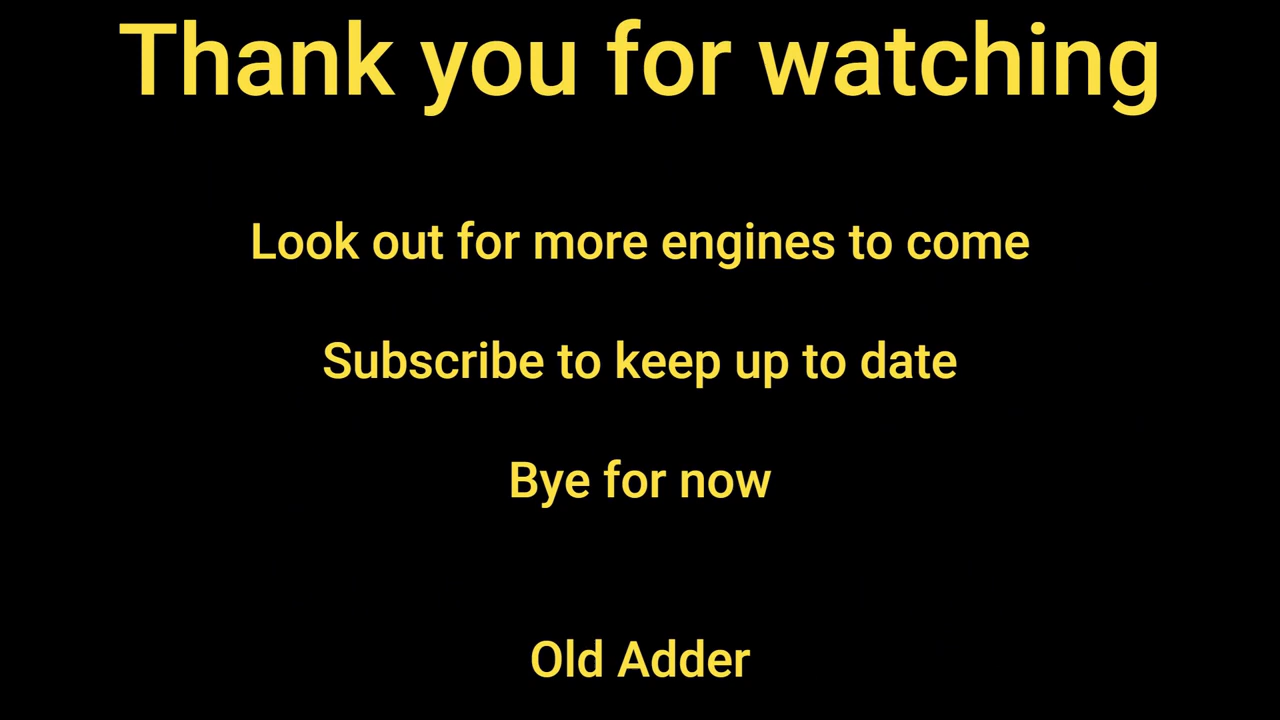 Thank you for watching
Look out for more engines to come
Subscribe to keep up to date
Bye for now
Old Adder